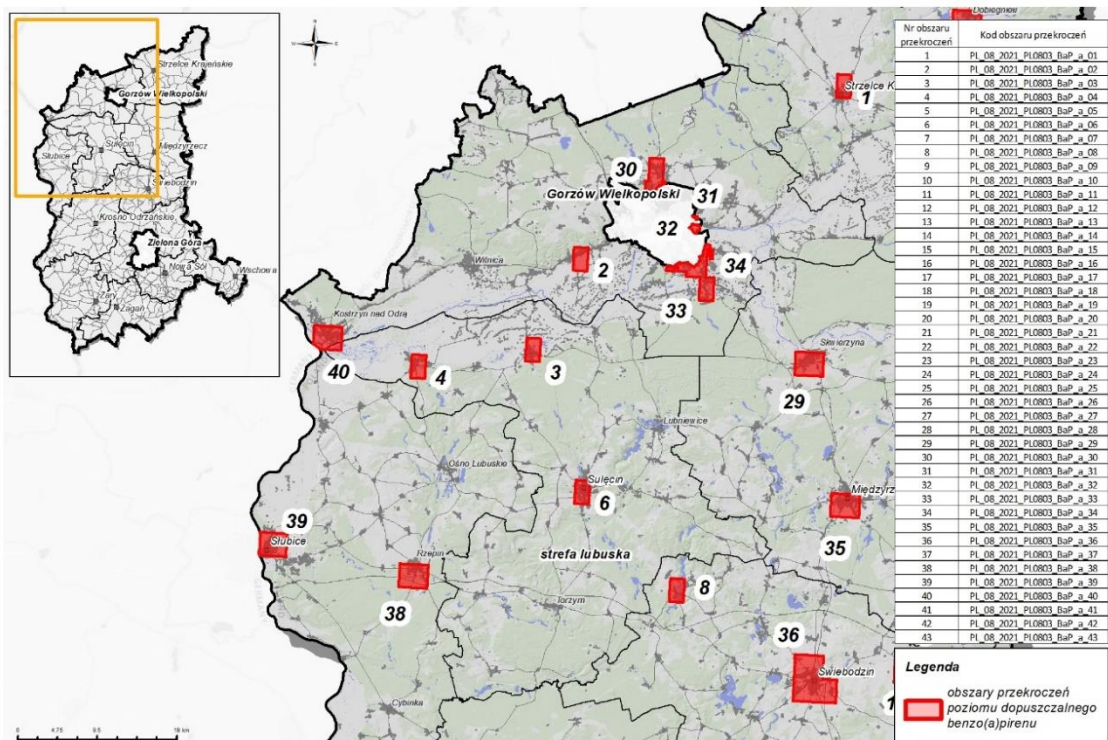 Strzelce Krajeńskie
Gorzów Wielkopolski
Słubice
Sulęcin
Międzyrzecz
Świebodzin
Krosno Odrzańskie
Zielona Góra
Nowa Sól
Wschowa
Żary
Żagań
Dobiegniew
1
Strzelce K
30
Gorzów Wielkopolski
31
32
34
Witnica
2
33
Kostrzyn nad Odrą
40
4
3
Skwierzyna
29
Lubniewice
Ośno Lubuskie
Sulęcin
6
Międzyrz
35
39
Słubice
strefa lubuska
Rzepin
38
Torzym
8
36
Świebodzin
Cybinka
1
0 4.75 9.5 19 km
Nr obszaru przekroczeń Kod obszaru przekroczeń
1 PL_08_2021_PL0803_BaP_a_01
2 PL_08_2021_PL0803_BaP_a_02
3 PL_08_2021_PL0803_BaP_a_03
4 PL_08_2021_PL0803_BaP_a_04
5 PL_08_2021_PL0803_BaP_a_05
6 PL_08_2021_PL0803_BaP_a_06
7 PL_08_2021_PL0803_BaP_a_07
8 PL_08_2021_PL0803_BaP_a_08
9 PL_08_2021_PL0803_BaP_a_09
10 PL_08_2021_PL0803_BaP_a_10
11 PL_08_2021_PL0803_BaP_a_11
12 PL_08_2021_PL0803_BaP_a_12
13 PL_08_2021_PL0803_BaP_a_13
14 PL_08_2021_PL0803_BaP_a_14
15 PL_08_2021_PL0803_BaP_a_15
16 PL_08_2021_PL0803_BaP_a_16
17 PL_08_2021_PL0803_BaP_a_17
18 PL_08_2021_PL0803_BaP_a_18
19 PL_08_2021_PL0803_BaP_a_19
20 PL_08_2021_PL0803_BaP_a_20
21 PL_08_2021_PL0803_BaP_a_21
22 PL_08_2021_PL0803_BaP_a_22
23 PL_08_2021_PL0803_BaP_a_23
24 PL_08_2021_PL0803_BaP_a_24
25 PL_08_2021_PL0803_BaP_a_25
26 PL_08_2021_PL0803_BaP_a_26
27 PL_08_2021_PL0803_BaP_a_27
28 PL_08_2021_PL0803_BaP_a_28
29 PL_08_2021_PL0803_BaP_a_29
30 PL_08_2021_PL0803_BaP_a_30
31 PL_08_2021_PL0803_BaP_a_31
32 PL_08_2021_PL0803_BaP_a_32
33 PL_08_2021_PL0803_BaP_a_33
34 PL_08_2021_PL0803_BaP_a_34
35 PL_08_2021_PL0803_BaP_a_35
36 PL_08_2021_PL0803_BaP_a_36
37 PL_08_2021_PL0803_BaP_a_37
38 PL_08_2021_PL0803_BaP_a_38
39 PL_08_2021_PL0803_BaP_a_39
40 PL_08_2021_PL0803_BaP_a_40
41 PL_08_2021_PL0803_BaP_a_41
42 PL_08_2021_PL0803_BaP_a_42
43 PL_08_2021_PL0803_BaP_a_43
Legenda
obszary przekroczeń
poziomu dopuszczalnego
benzo(a)pirenu